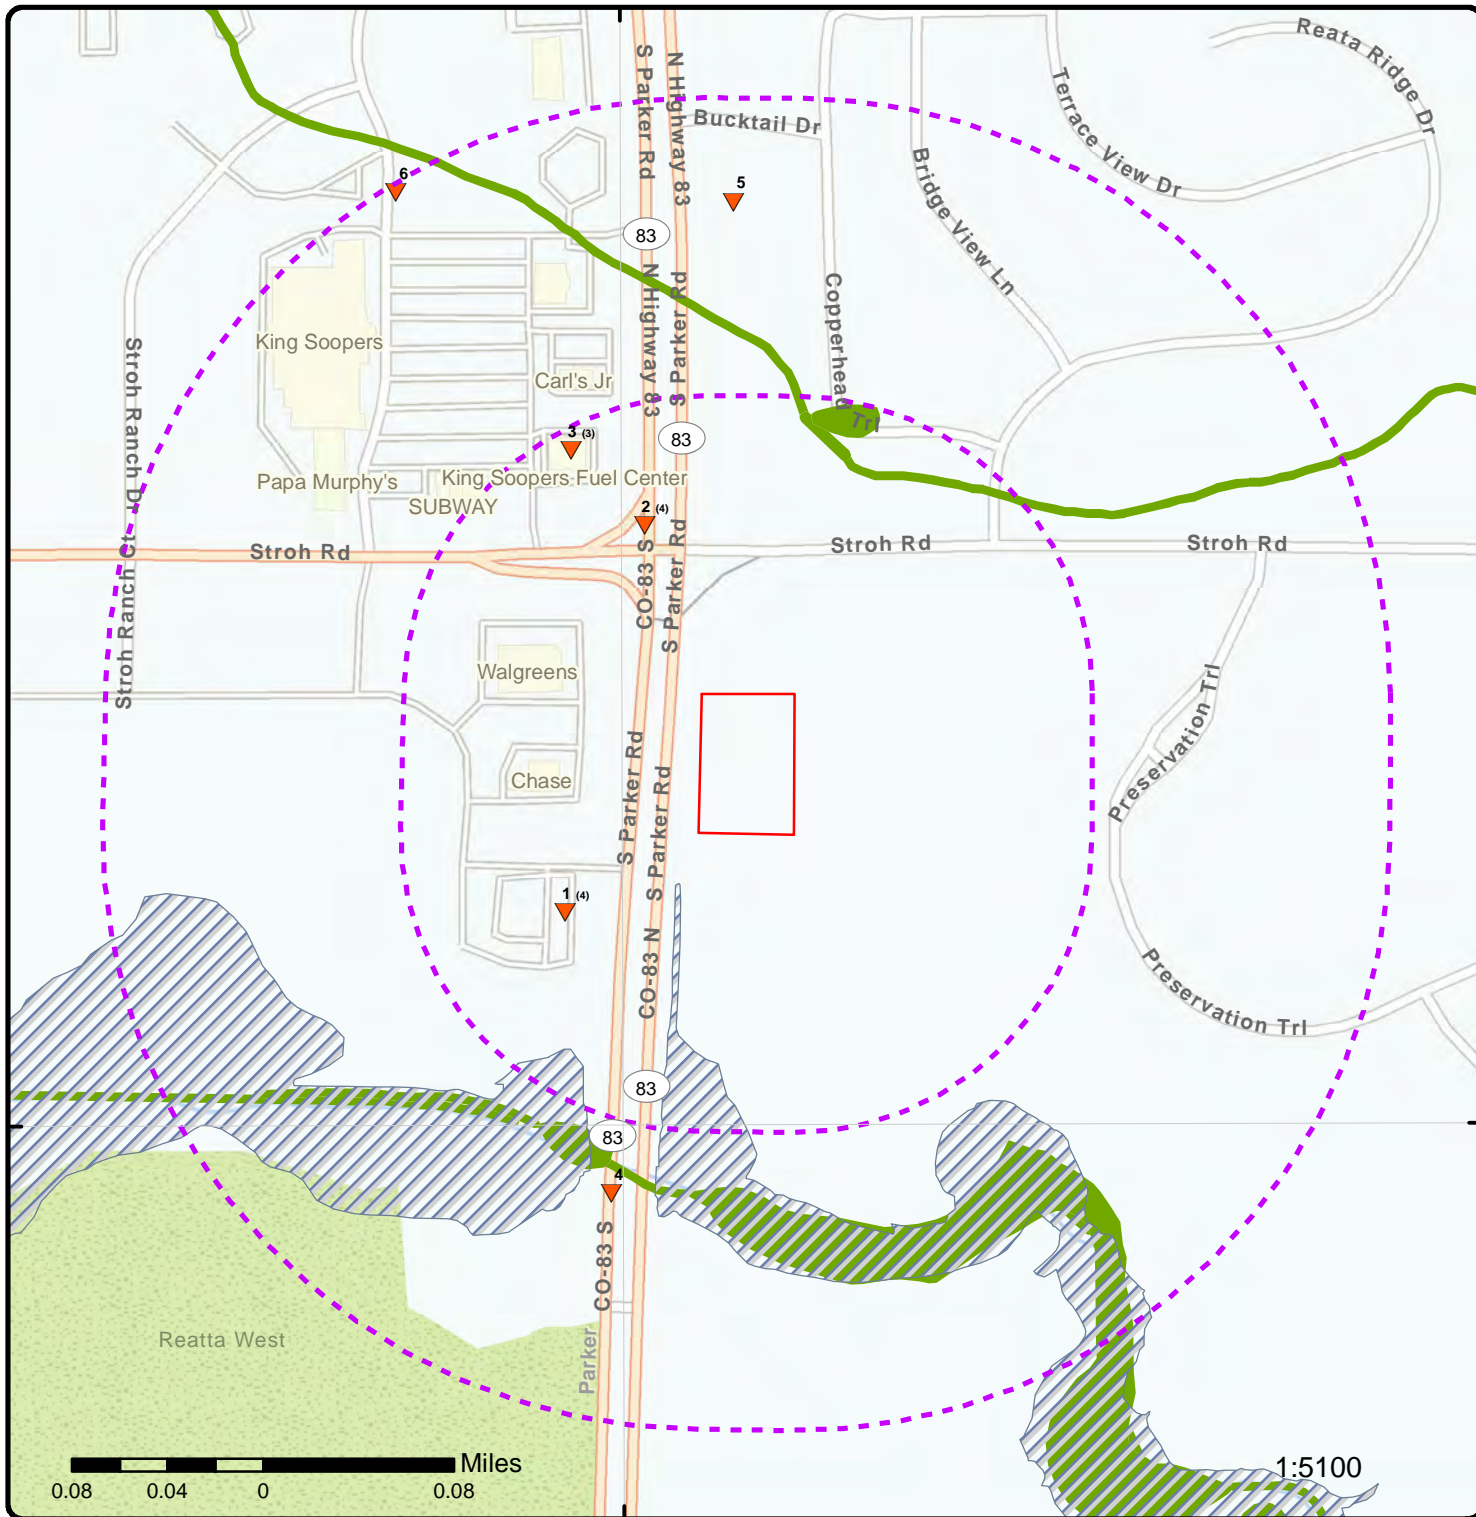 Reata Ridge Dr
S Parker Rd
N Highway 83
Bucktail Dr
Terrace View Dr
6
5
Bridge View Ln
83
N Highway 83
S Parker Rd
Copperhead Trl
King Soopers
Stroh Ranch Dr
Carl's Jr
3 (3)
83
Papa Murphy's
King Soopers Fuel Center
SUBWAY
2 (4)
Stroh Rd
CO-83 S
S Parker Rd
Stroh Rd
Stroh Rd
Stroh Ranch Ct
Walgreens
Preservation Trl
Chase
S Parker Rd
S Parker Rd
1 (4)
CO-83 N
Preservation Trl
83
83
4
CO-83 S
Reatta West
Parker
Miles
0.08
0.04
0
0.08
1:5100